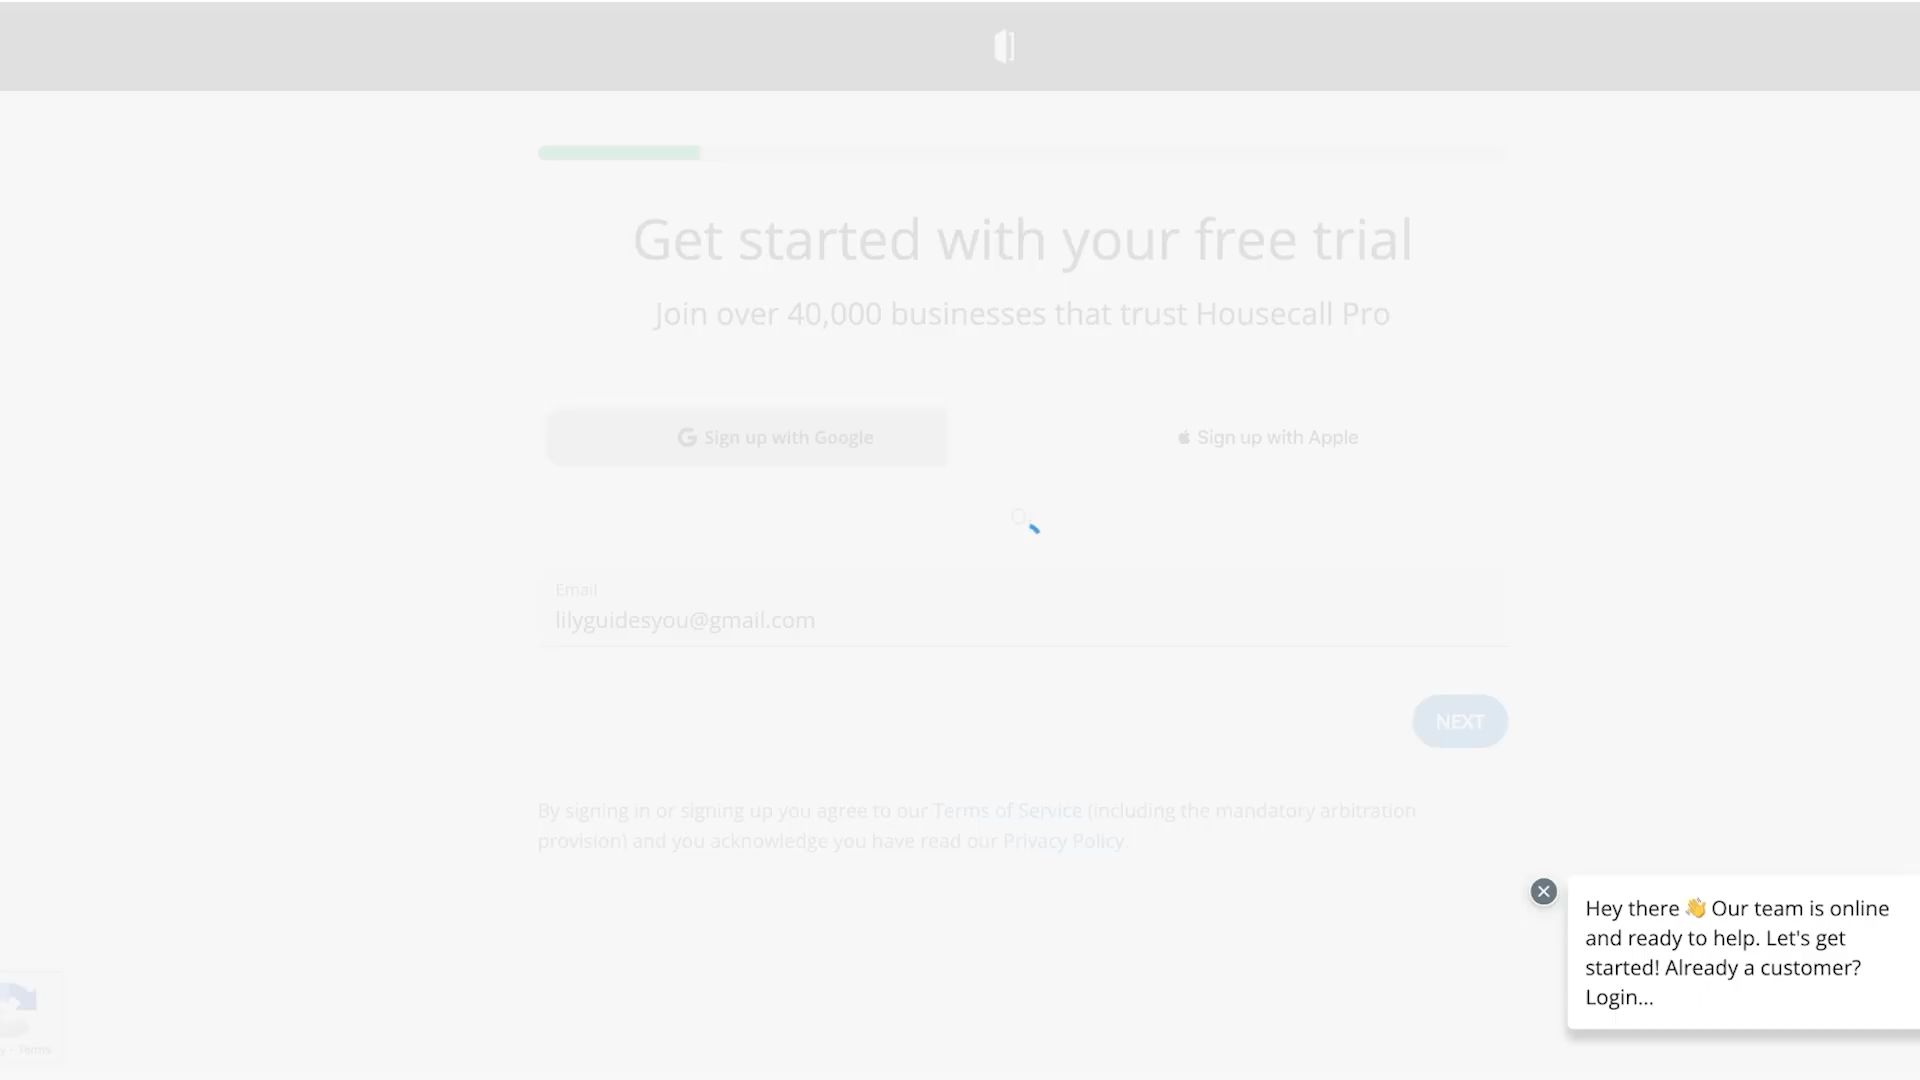 Get started with your free trial
Join over 40,000 businesses that trust Housecall Pro
Sign up with Google
Sign up with Apple
Email
lilyguidesyou@gmail.com
NEXT
By signing in or signing up you agree to our Terms of Service (including the mandatory arbitration
provision) and you acknowledge you have read our Privacy Policy.
Hey there 👋 Our team is online
and ready to help. Let's get
started! Already a customer?
Login...
y - Terms